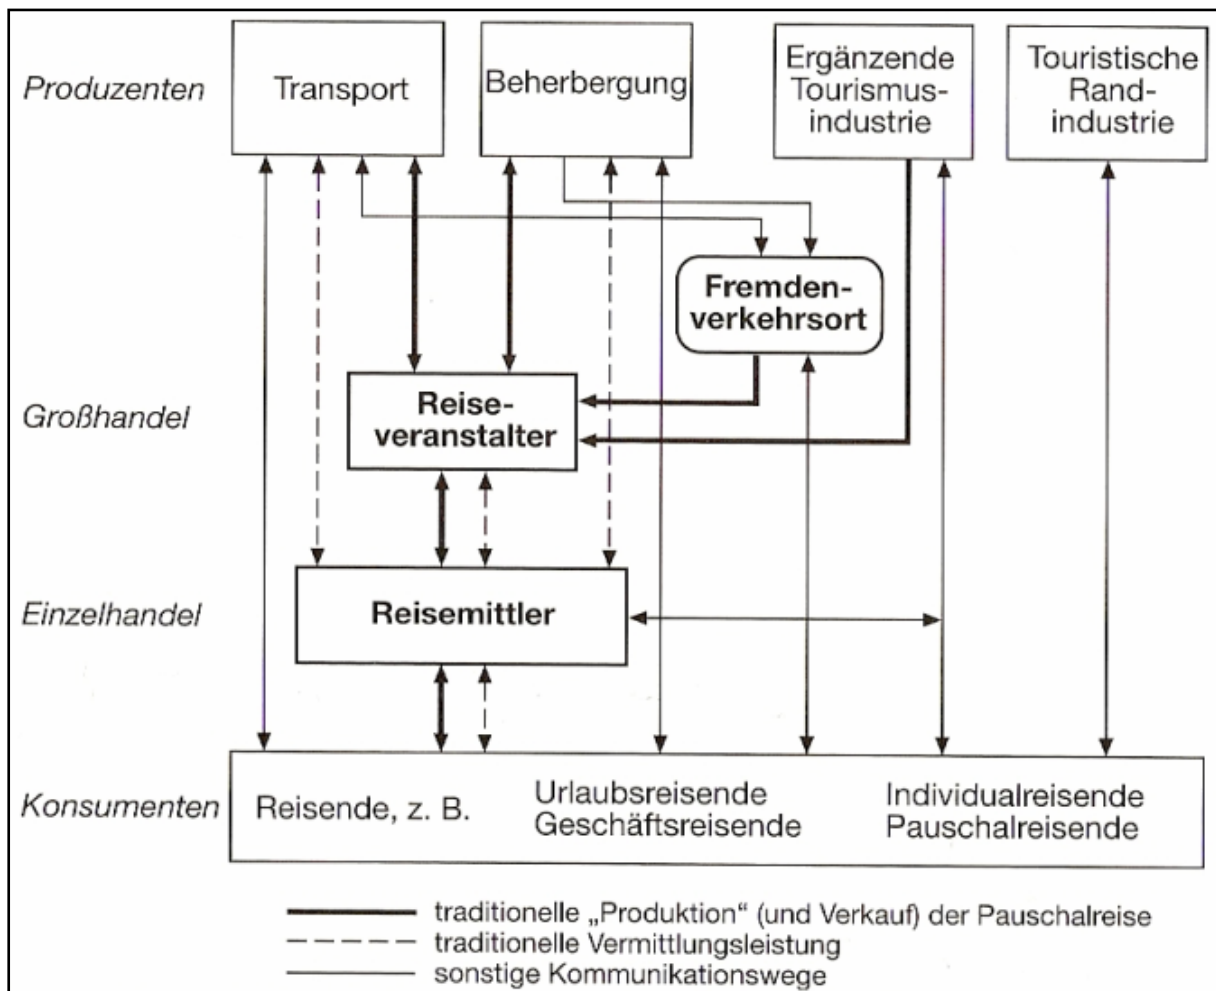 Produzenten
Transport
Beherbergung
Ergänzende
Tourismus-
industrie
Touristische
Rand-
industrie
Fremden-
verkehrsort
Großhandel
Reise-
veranstalter
Einzelhandel
Reisemittler
Konsumenten
Reisende, z. B.
Urlaubsreisende
Geschäftsreisende
Individualreisende
Pauschalreisende
traditionelle „Produktion“ (und Verkauf) der Pauschalreise
traditionelle Vermittlungsleistung
sonstige Kommunikationswege